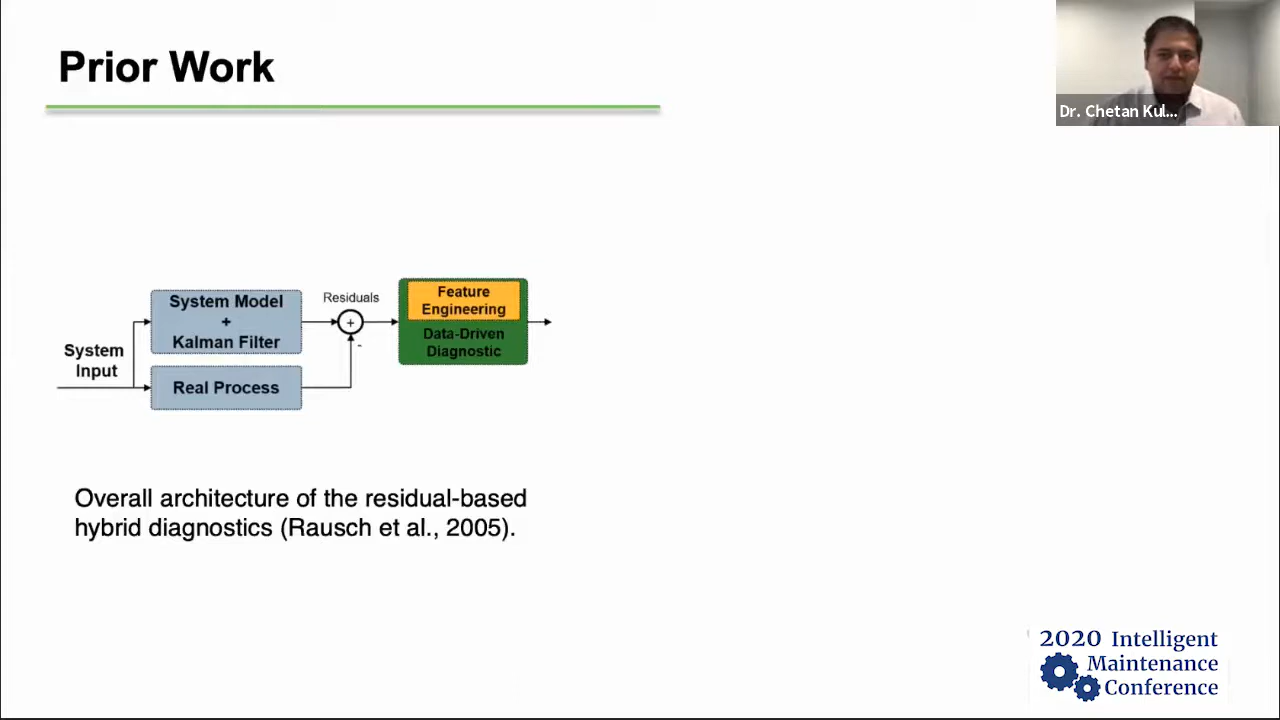 Prior Work
Dr. Chetan Kul...
System Model
+
Kalman Filter
Residuals
+
-
Feature
Engineering
Data-Driven
Diagnostic
System
Input
Real Process
Overall architecture of the residual-based
hybrid diagnostics (Rausch et al., 2005).
2020 Intelligent
Maintenance
Conference